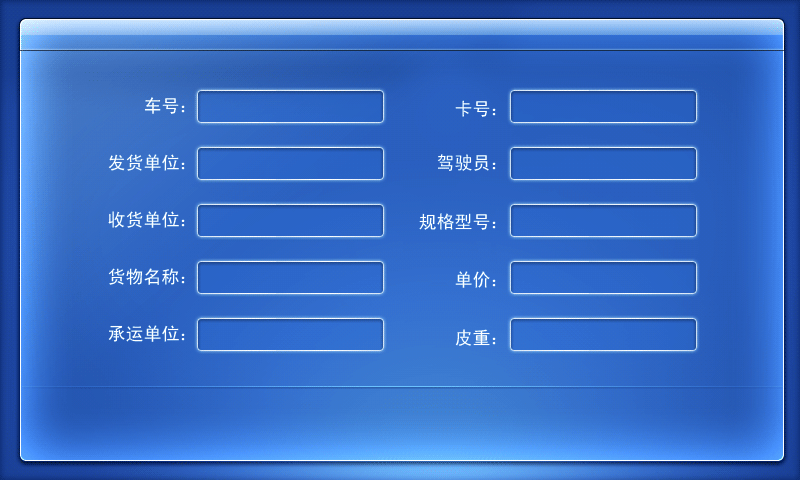 车号： 卡号：
发货单位： 驾驶员：
收货单位： 规格型号：
货物名称： 单价：
承运单位： 皮重：